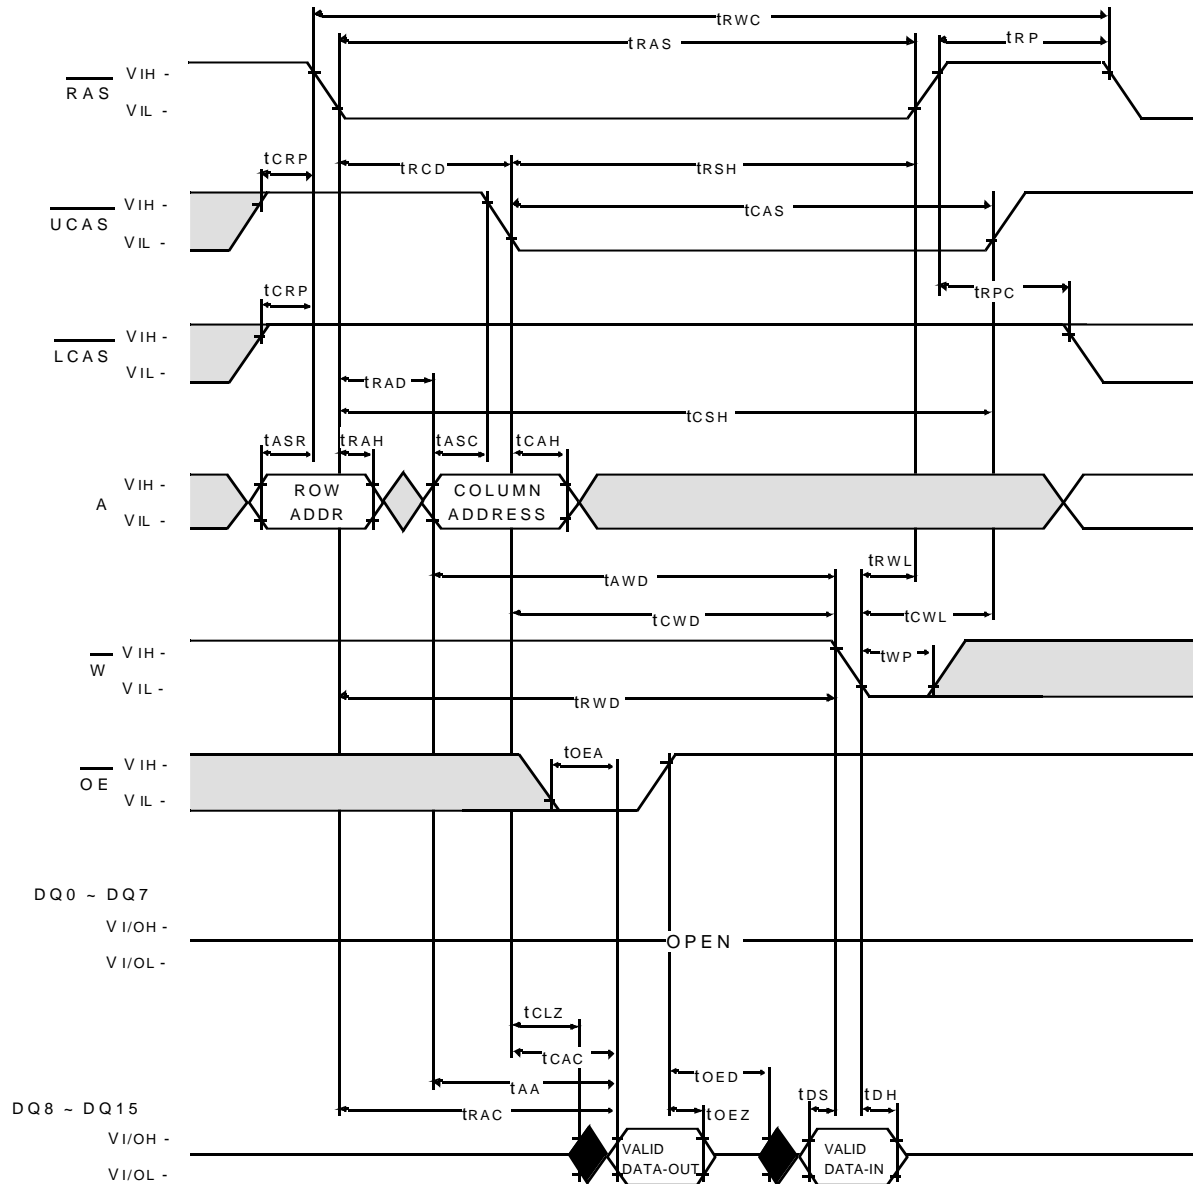 tRWC
tRAS
tRP
RAS
VIH -
VIL -
tCRP
tRCD
tRSH
UCAS
VIH -
VIL -
tCAS
tCRP
tRPC
LCAS
VIH -
VIL -
tRAD
tCSH
tASR
tRAH
tASC
tCAH
A
VIH -
VIL -
ROW
ADDR
COLUMN
ADDRESS
tAWD
tRWL
tCWD
tCWL
W
VIH -
VIL -
tWP
tRWD
OE
VIH -
VIL -
tOEA
DQ0 ~ DQ7
VI/OH -
VI/OL -
OPEN
tCLZ
tCAC
tAA
tOED
DQ8 ~ DQ15
tRAC
tOEZ
tDS
tDH
VI/OH -
VI/OL -
VALID
DATA-OUT
VALID
DATA-IN